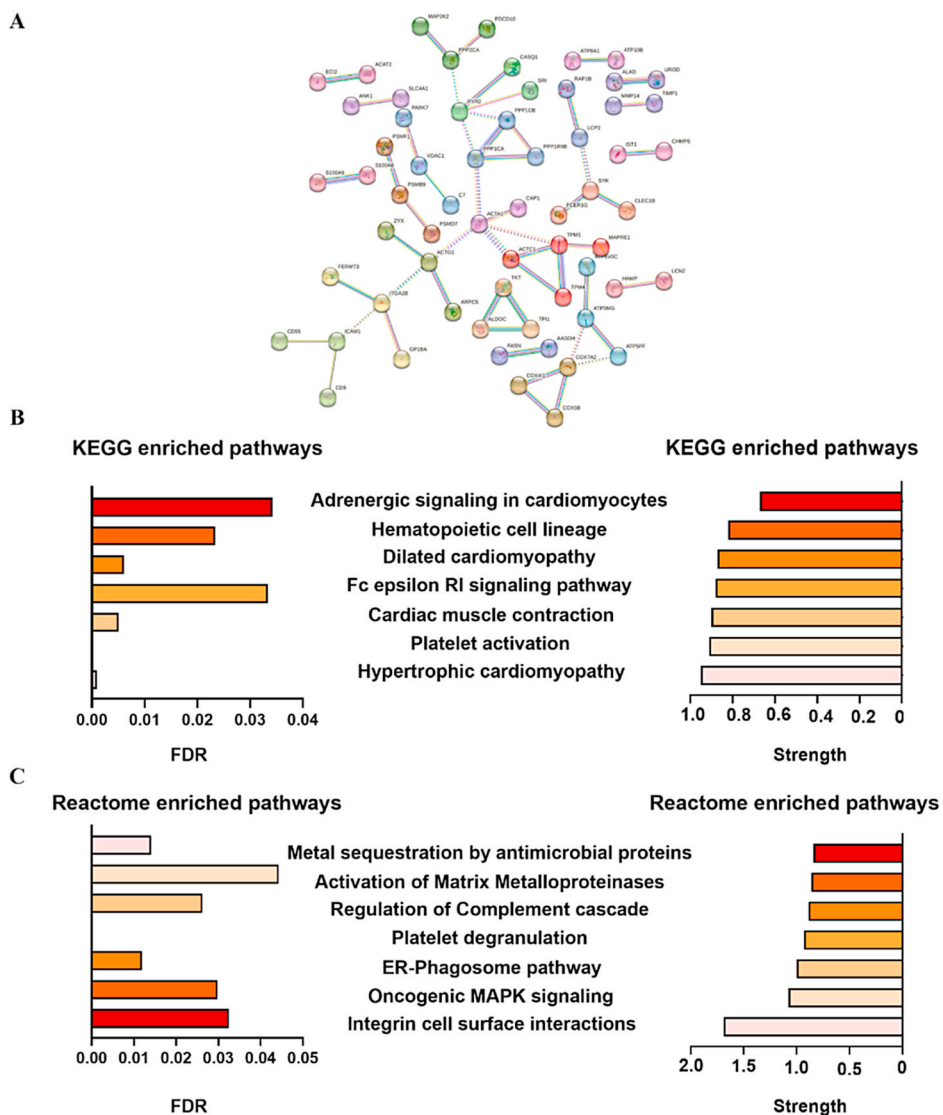 A
MAP2K2
PDCD10
PPP2CA
CASQ1
ATP8A1
ATP10B
ECI2
ACAT2
SRI
RAP1B
ALAD
UROD
ANK1
SLC4A1
RYR2
MMP14
TIMP1
PARK7
PPP1CB
LCP2
PSMF1
IST1
CHMP6
PPP1CA
PPP1R9B
S100A9
VDAC1
SYK
PSMB9
C7
FCER1G
CLEC1B
ACTA1
CAP1
ZYX
PSMD7
TPM1
MAPRE1
ACTG1
ACTC1
FERMT3
TKT
TPM4
HAMP
LCN2
ITGA2B
ARPC5
ATP5MG
ALDOC
TPI1
CD55
ICAM1
GP1BA
FASN
AASDH
ATP5PF
COX7A2
CD9
COX4I1
COX5B
B
KEGG enriched pathways
KEGG enriched pathways
Adrenergic signaling in cardiomyocytes
Hematopoietic cell lineage
Dilated cardiomyopathy
Fc epsilon RI signaling pathway
Cardiac muscle contraction
Platelet activation
Hypertrophic cardiomyopathy
0.00 0.01 0.02 0.03 0.04
1.0 0.8 0.6 0.4 0.2 0
FDR
Strength
C
Reactome enriched pathways
Reactome enriched pathways
Metal sequestration by antimicrobial proteins
Activation of Matrix Metalloproteinases
Regulation of Complement cascade
Platelet degranulation
ER-Phagosome pathway
Oncogenic MAPK signaling
Integrin cell surface interactions
0.00 0.01 0.02 0.03 0.04 0.05
2.0 1.5 1.0 0.5 0
FDR
Strength